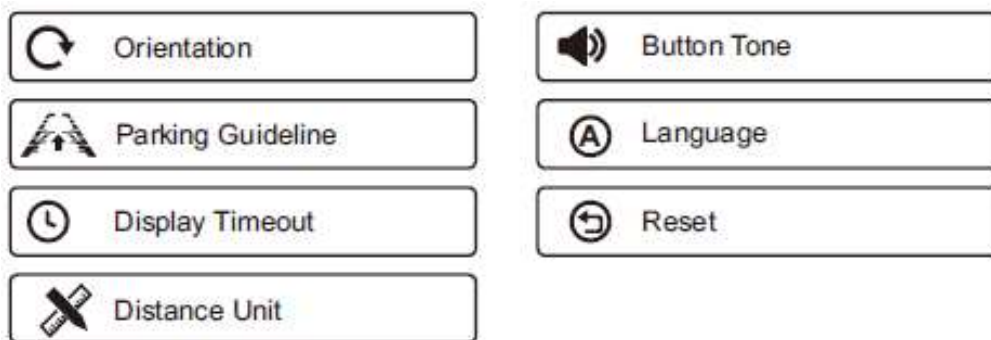 Orientation
Parking Guideline
Display Timeout
Distance Unit
Button Tone
A Language
Reset